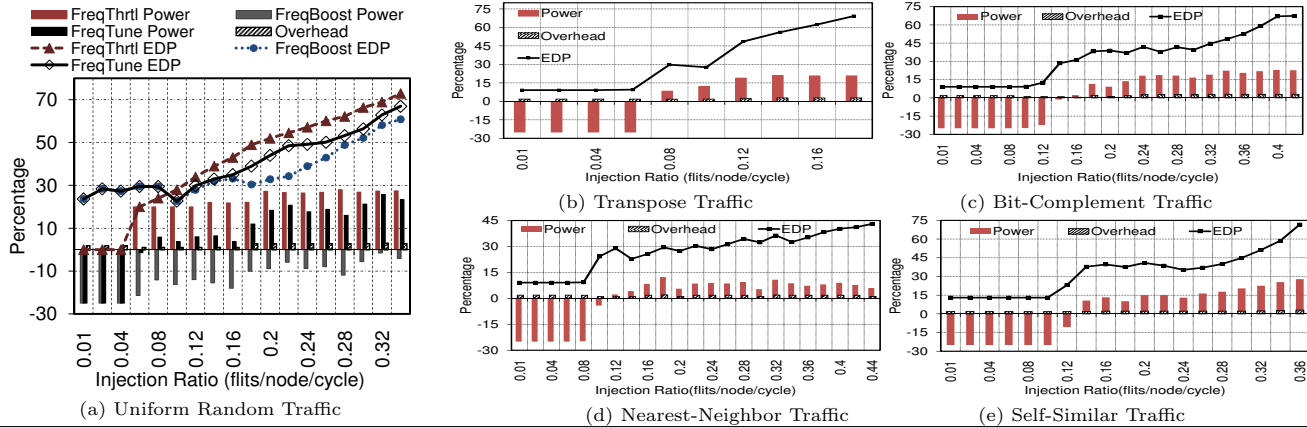 FreqThrtl Power
FreqBoost Power
FreqTune Power
Overhead
FreqThrtl EDP
FreqBoost EDP
FreqTune EDP
70
50
30
10
-10
-30
Percentage
0.01
0.04
0.08
0.12
0.16
0.2
0.24
0.28
0.32
Injection Ratio (flits/node/cycle)
(a) Uniform Random Traffic
75
60
45
30
15
0
-15
-30
Percentage
Power
Overhead
EDP
0.01
0.04
0.08
0.12
0.16
Injection Ratio(flits/node/cycle)
(b) Transpose Traffic
75
60
45
30
15
0
-15
-30
Percentage
Power
Overhead
EDP
0.01
0.04
0.08
0.12
0.16
0.2
0.24
0.28
0.32
0.36
0.4
Injection Ratio(flits/node/cycle)
(c) Bit-Complement Traffic
45
30
15
0
-15
-30
Percentage
Power
Overhead
EDP
0.01
0.04
0.08
0.12
0.16
0.2
0.24
0.28
0.32
0.36
0.4
0.44
Injection Ratio(flits/node/cycle)
(d) Nearest-Neighbor Traffic
75
60
45
30
15
0
-15
-30
Percentage
Power
Overhead
EDP
0.01
0.04
0.08
0.12
0.16
0.2
0.24
0.28
0.32
0.36
Injection Ratio(flits/node/cycle)
(e) Self-Similar Traffic